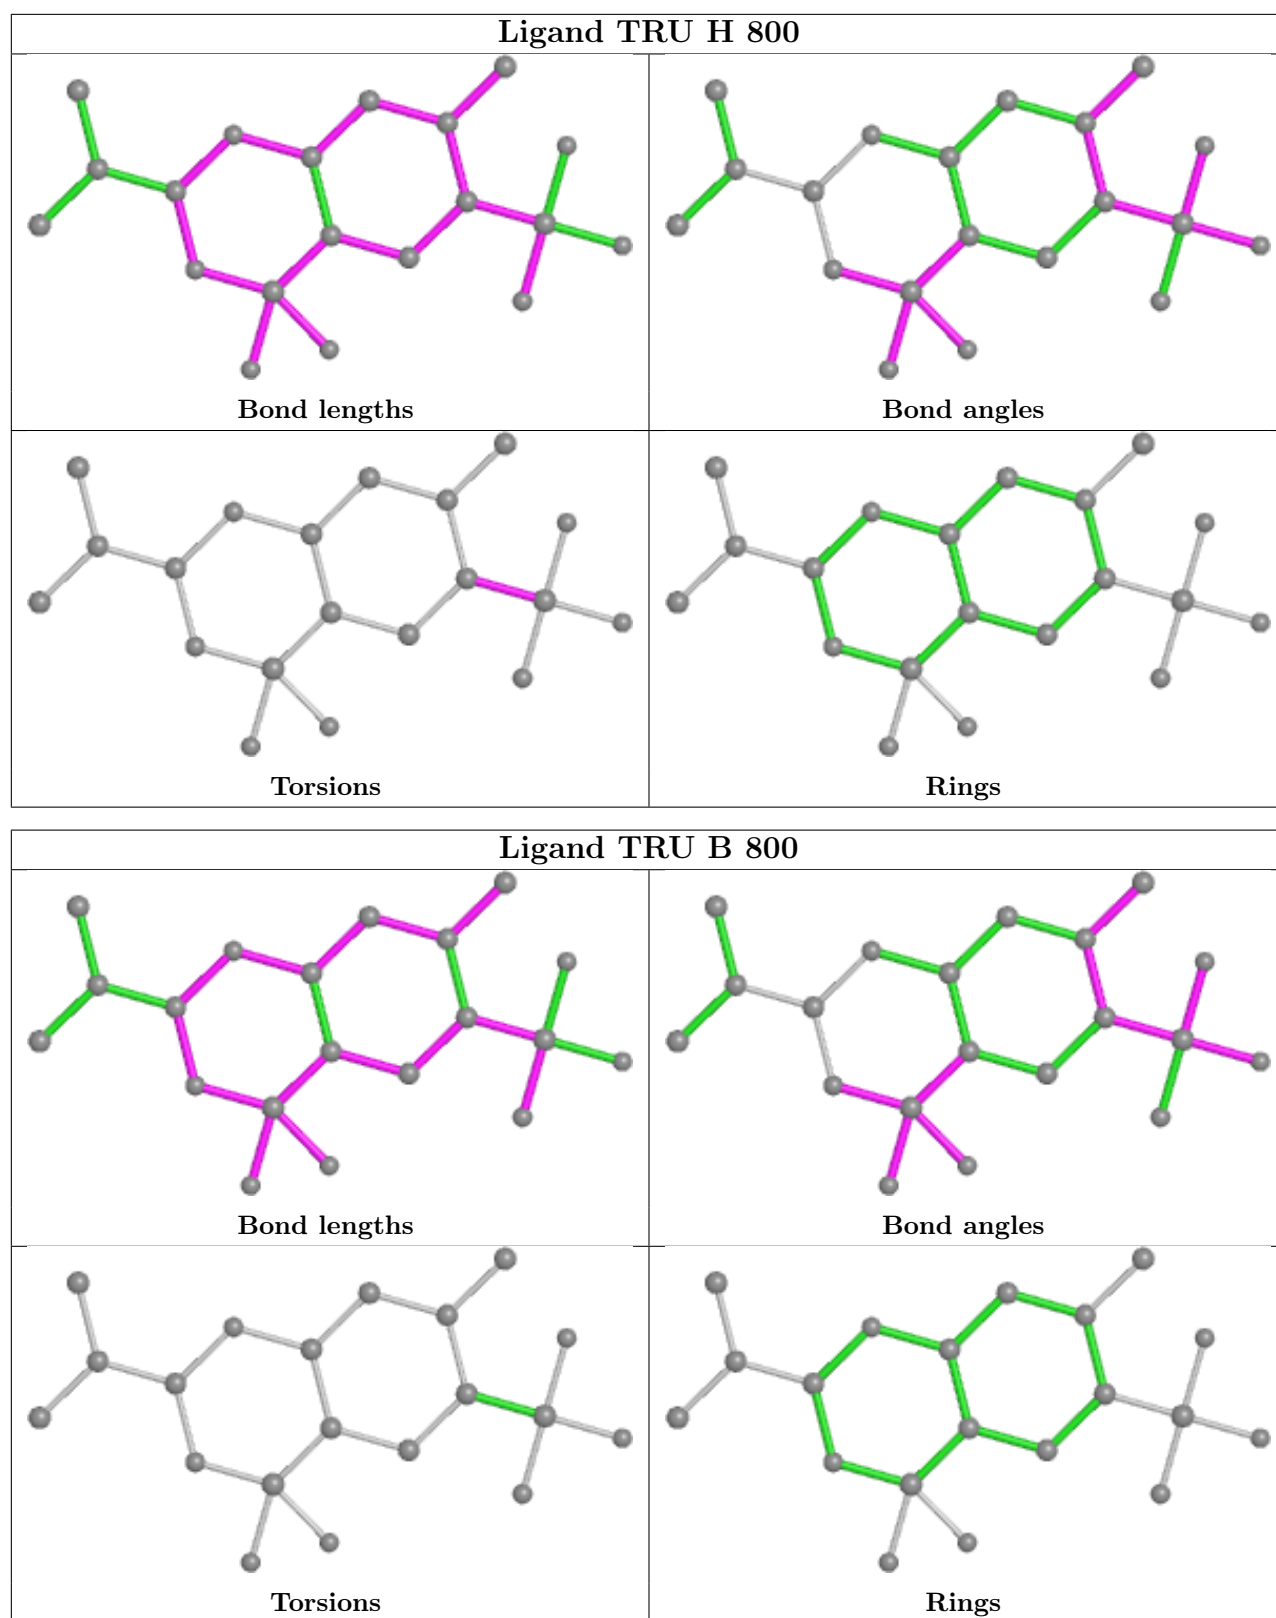 Ligand TRU H 800
Bond lengths
Bond angles
Torsions
Rings
Ligand TRU B 800
Bond lengths
Bond angles
Torsions
Rings